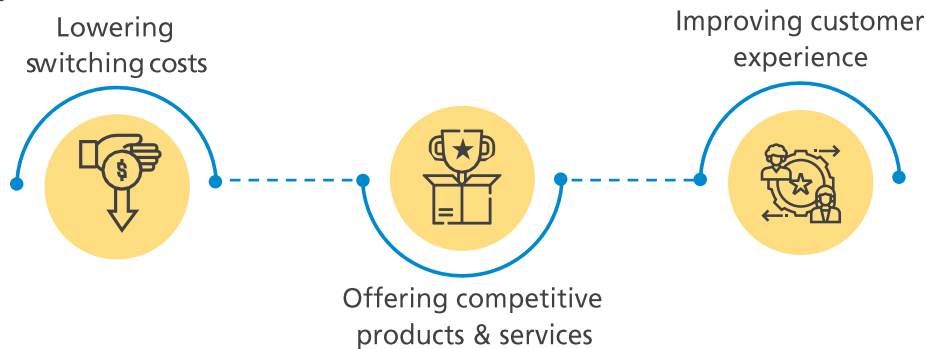 Lowering
switching costs
$
Offering competitive
products & services
Improving customer
experience